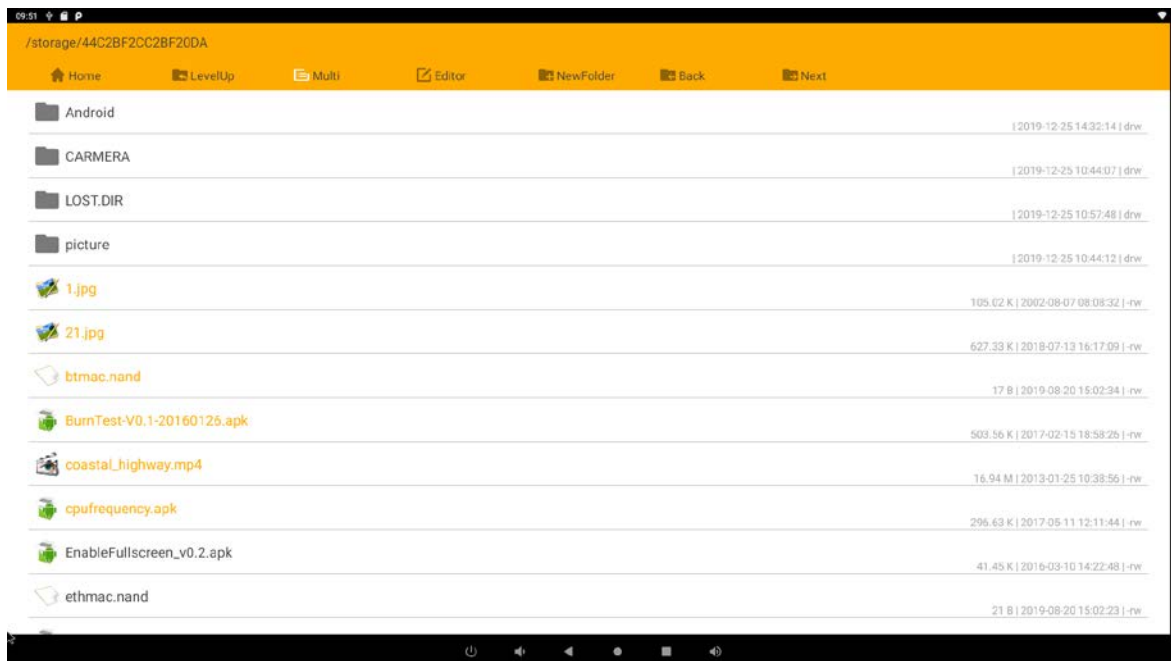 09:51
/storage/44C2BF2CC2BF20DA
Home LevelUp Multi Editor NewFolder Back Next
Android
| 2019-12-25 14:32:14 | drw
CARMERA
| 2019-12-25 10:44:07 | drw
LOST.DIR
| 2019-12-25 10:57:48 | drw
picture
| 2019-12-25 10:44:12 | drw
1.jpg
105.02 K | 2002-08-07 08:08:32 | -rw
21.jpg
627.33 K | 2018-07-13 16:17:09 | -rw
btmac.nand
17 B | 2019-08-20 15:02:34 | -rw
BurnTest-V0.1-20160126.apk
503.56 K | 2017-02-15 18:58:26 | -rw
coastal_highway.mp4
16.94 M | 2013-01-25 10:38:56 | -rw
cpufrequency.apk
296.63 K | 2017-05-11 12:11:44 | -rw
EnableFullscreen_v0.2.apk
41.45 K | 2016-03-10 14:22:48 | -rw
ethmac.nand
21 B | 2019-08-20 15:02:23 | -rw